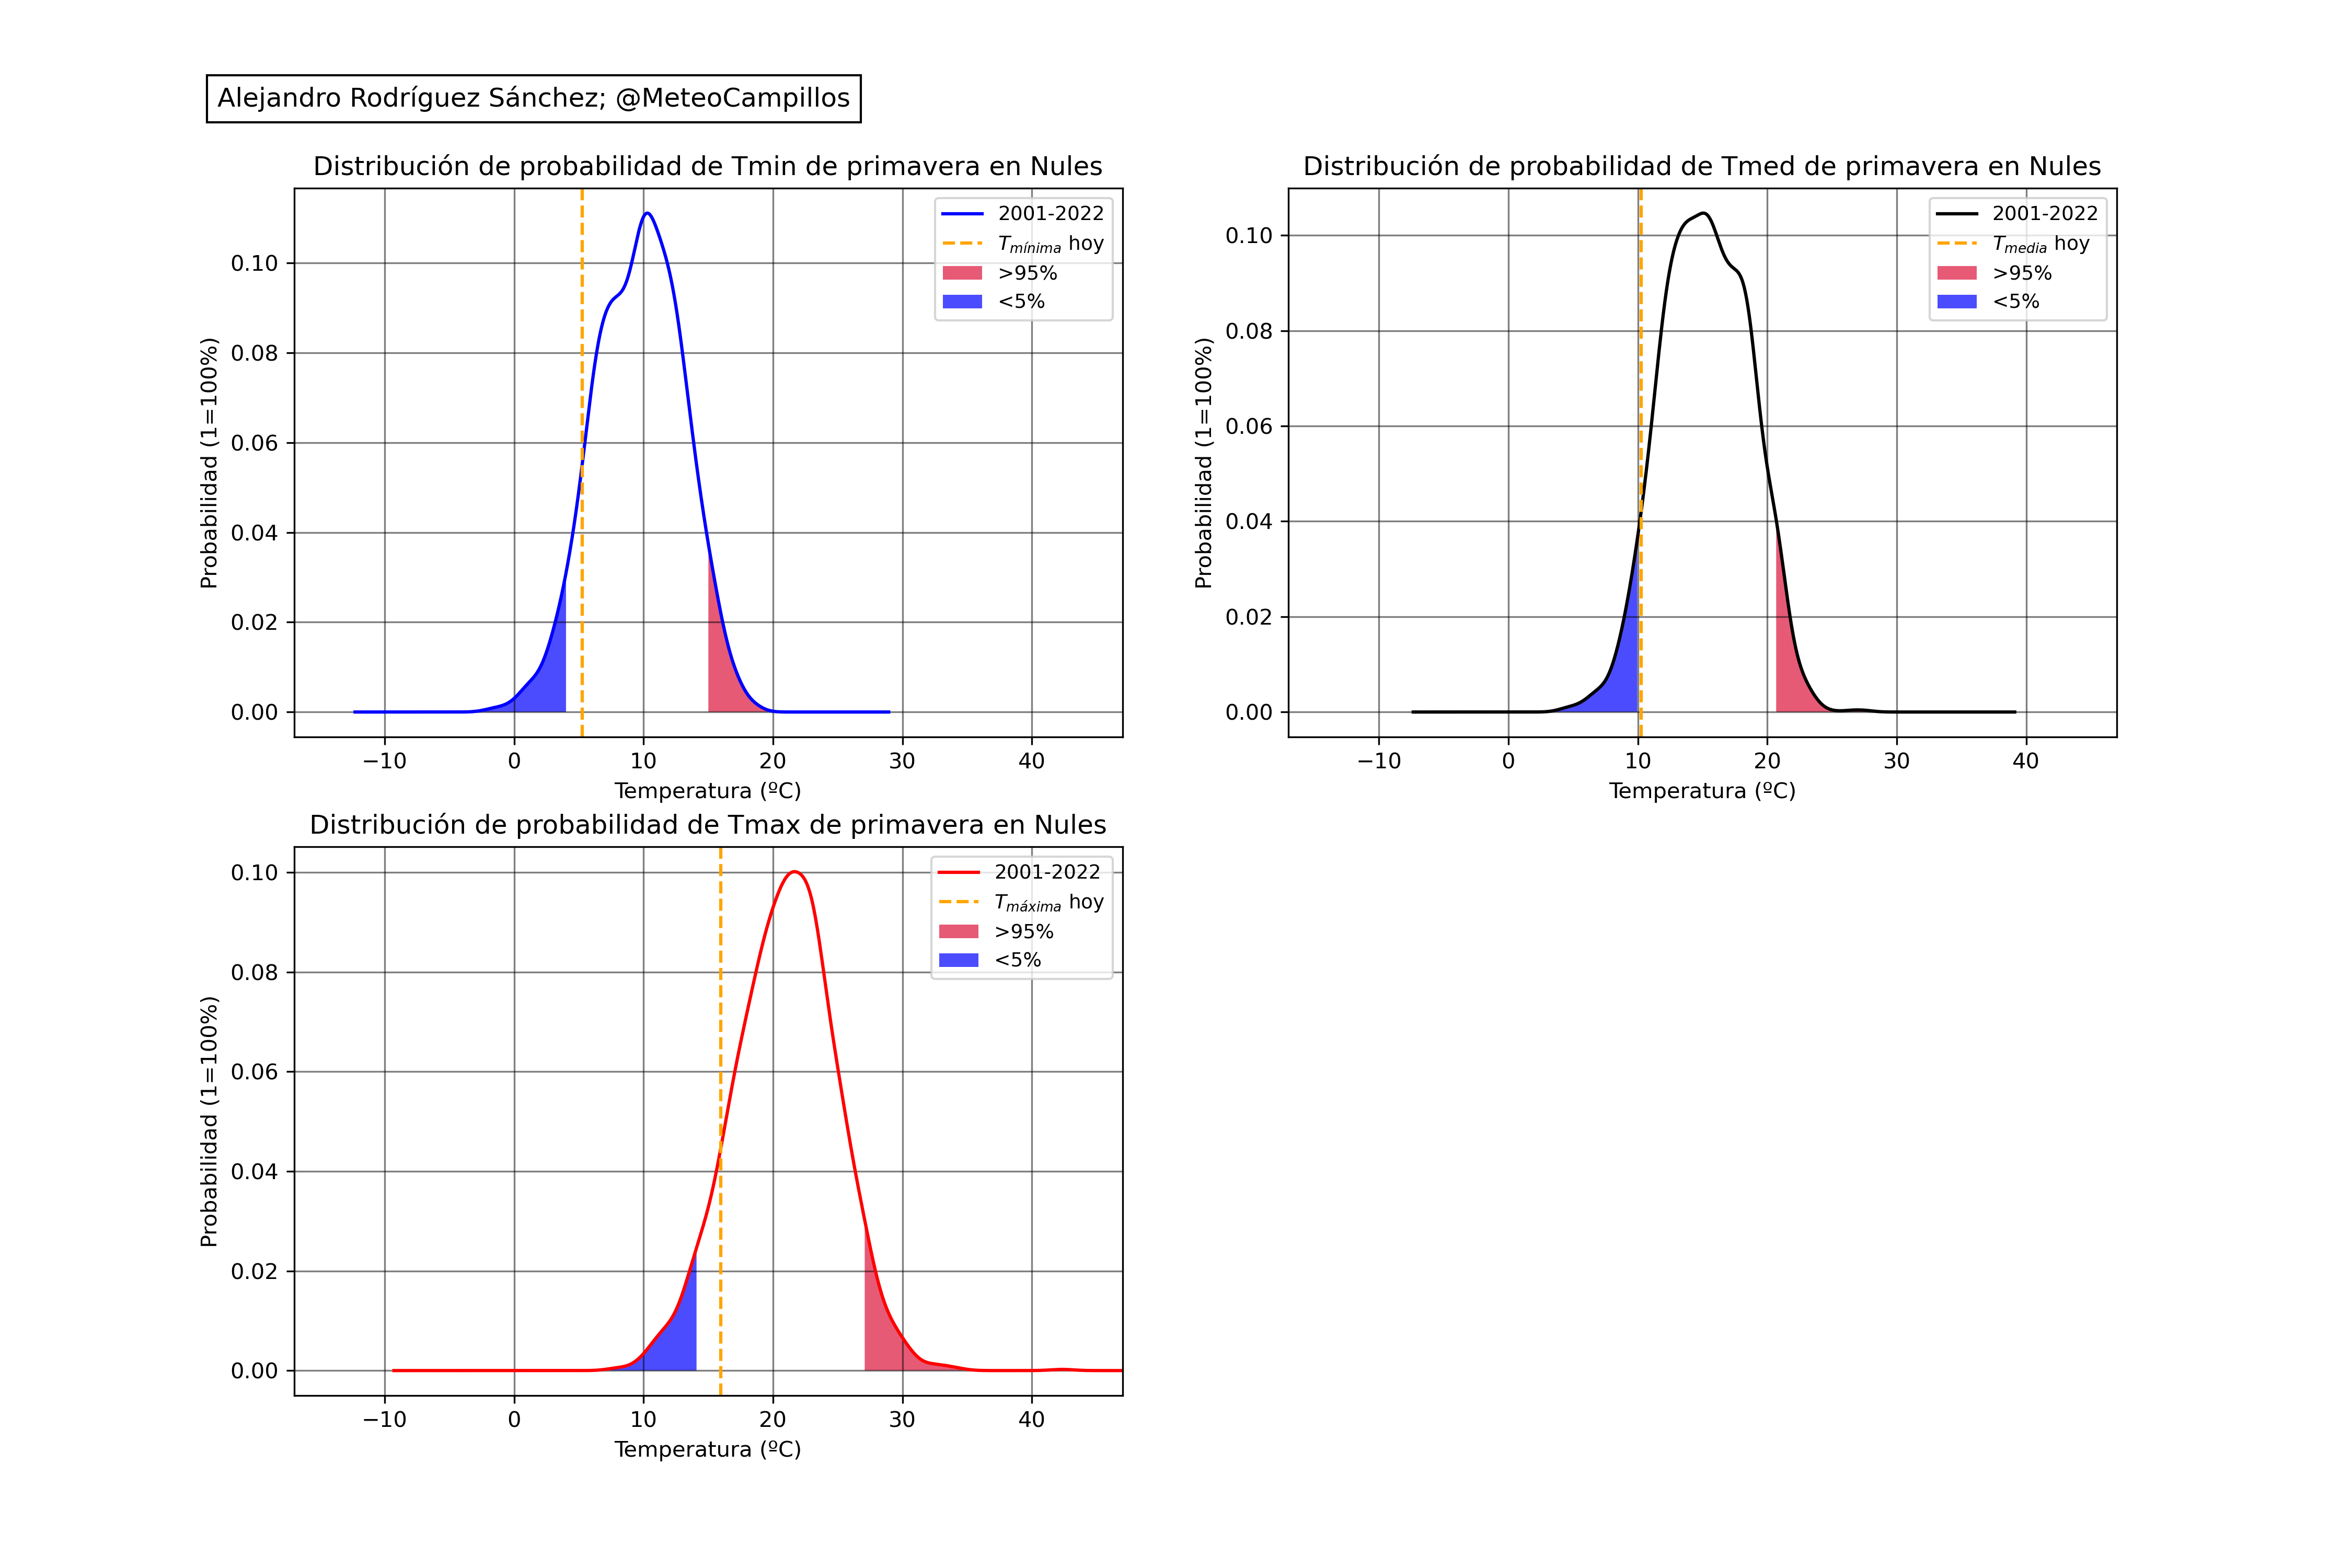 Alejandro Rodríguez Sánchez; @MeteoCampillos
Distribución de probabilidad de Tmin de primavera en Nules
2001-2022
Tmínima hoy
>95%
<5%
0.10
0.08
0.06
0.04
0.02
0.00
Probabilidad (1=100%)
−10 0 10 20 30 40
Temperatura (ºC)
Distribución de probabilidad de Tmed de primavera en Nules
2001-2022
Tmedia hoy
>95%
<5%
0.10
0.08
0.06
0.04
0.02
0.00
Probabilidad (1=100%)
−10 0 10 20 30 40
Temperatura (ºC)
Distribución de probabilidad de Tmax de primavera en Nules
2001-2022
Tmáxima hoy
>95%
<5%
0.10
0.08
0.06
0.04
0.02
0.00
Probabilidad (1=100%)
−10 0 10 20 30 40
Temperatura (ºC)